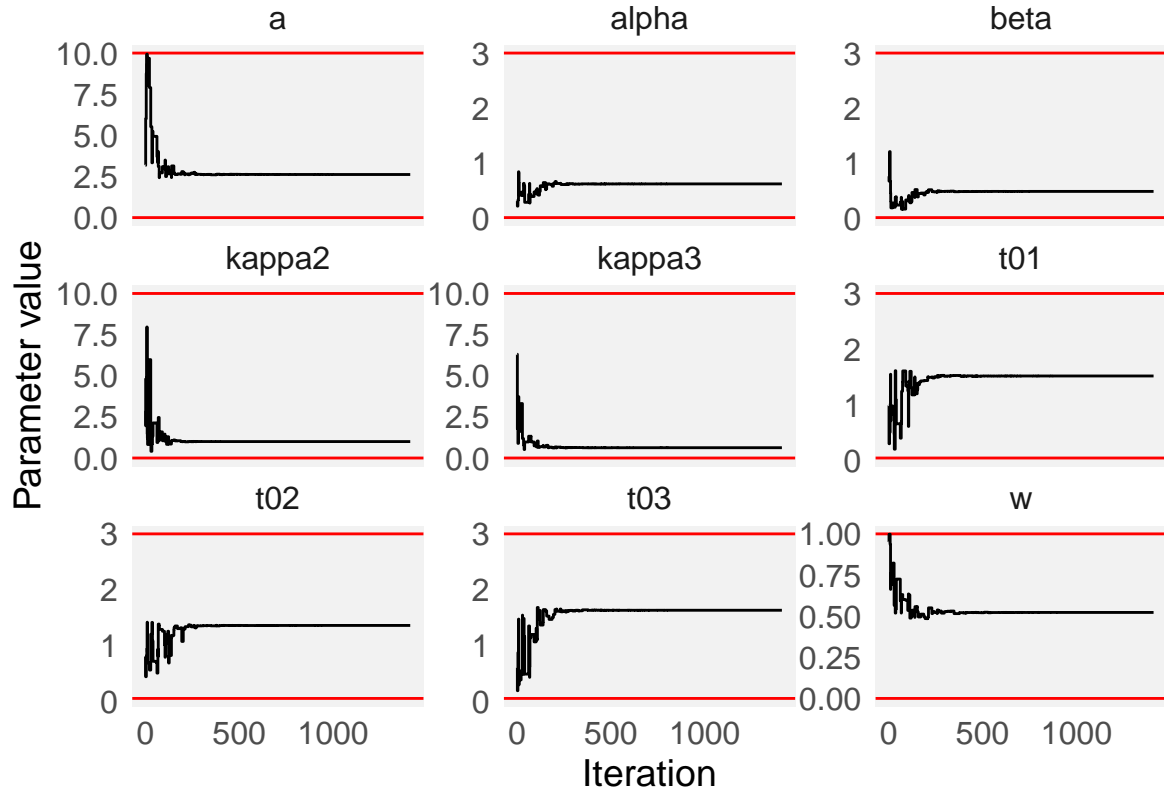 a alpha beta
10.0 3 3
7.5 2 2
5.0 1 1
2.5 0 0
0.0
Parameter value
kappa2 kappa3 t01
10.0 10.0 3
7.5 7.5 2
5.0 5.0 1
2.5 2.5 0
0.0 0.0
t02 t03 w
3 3 1.00
2 2 0.75
1 1 0.50
0 0 0.25
0.00
0 500 1000 0 500 1000 0 500 1000
Iteration